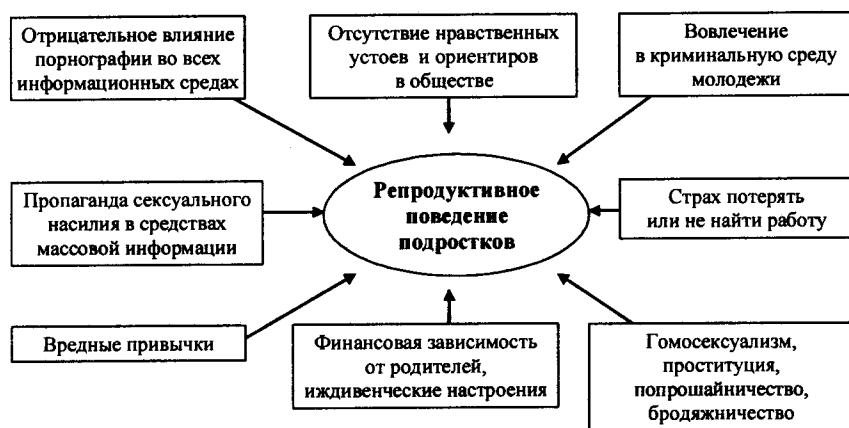 Отрицательное влияние
порнографии во всех
информационных средах
Отсутствие нравственных
устоев и ориентиров
в обществе
Вовлечение
в криминальную среду
молодежи
Пропаганда сексуального
насилия в средствах
массовой информации
Репродуктивное
поведение
подростков
Страх потерять
или не найти работу
Вредные привычки
Финансовая зависимость
от родителей,
иждивенческие настроения
Гомосексуализм,
проституция,
попрошайничество,
бродяжничество